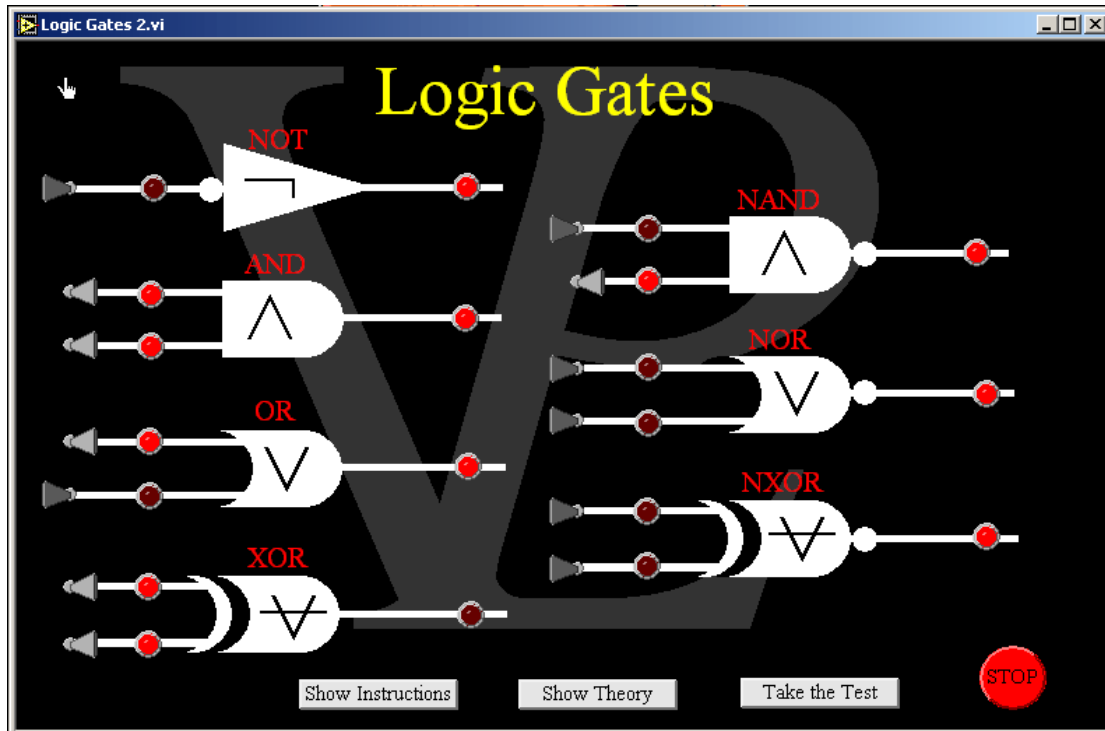 Logic Gates 2.vi
Logic Gates
NOT
NAND
AND
NOR
OR
NXOR
XOR
STOP
Show Instructions
Show Theory
Take the Test